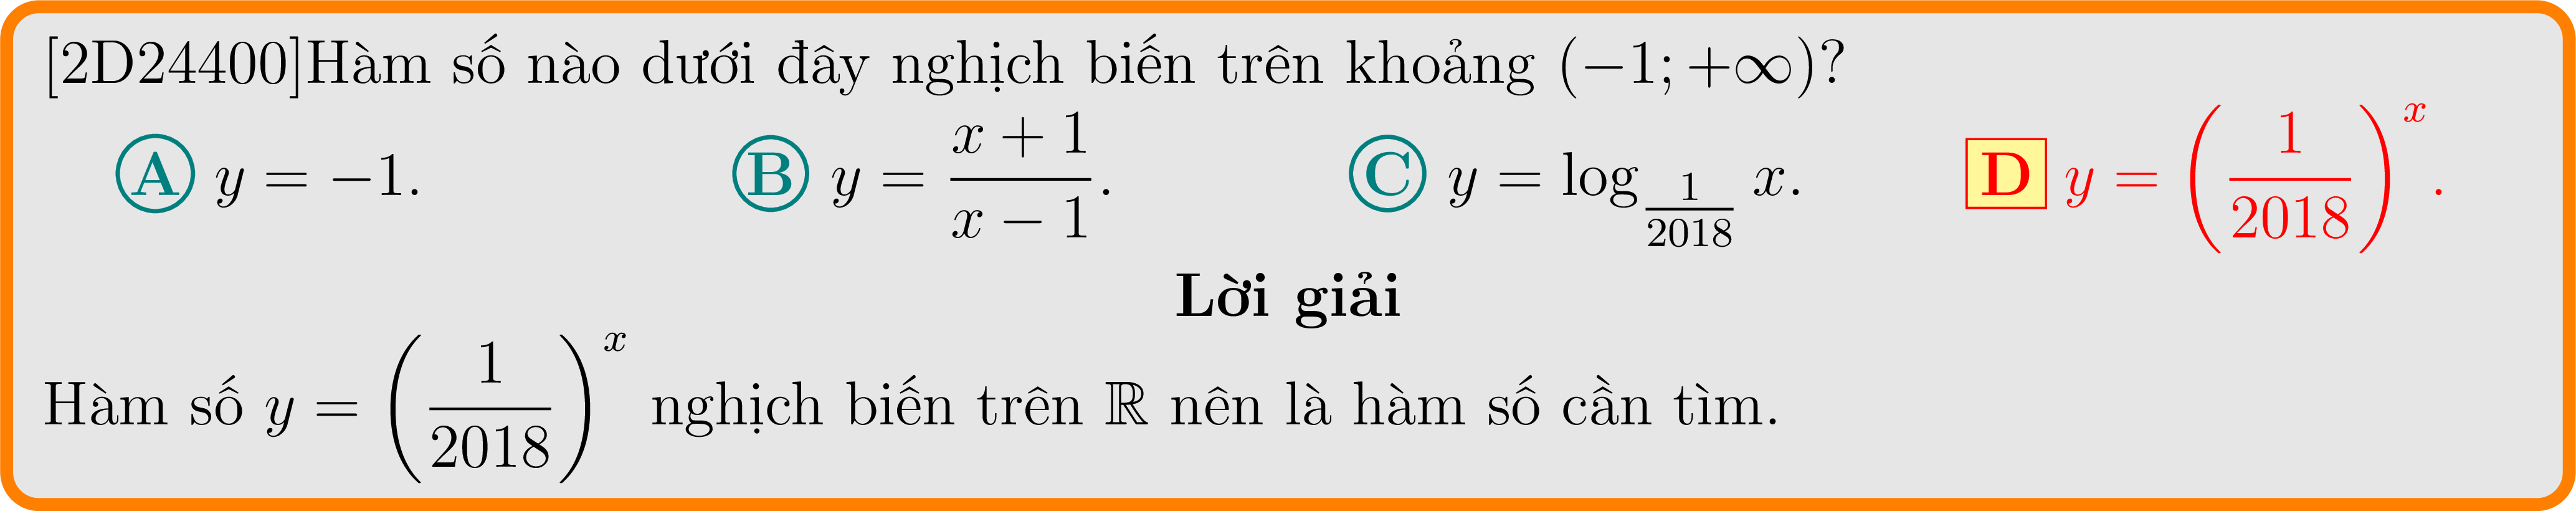 [2D24400]Hàm số nào dưới đây nghịch biến trên khoảng (−1; +∞)?
A y = −1. B y = \frac{x + 1}{x − 1}. C y = \log_{\frac{1}{2018}} x. D y = \left(\frac{1}{2018}\right)^x.
Lời giải
Hàm số y = \left(\frac{1}{2018}\right)^x nghịch biến trên ℝ nên là hàm số cần tìm.